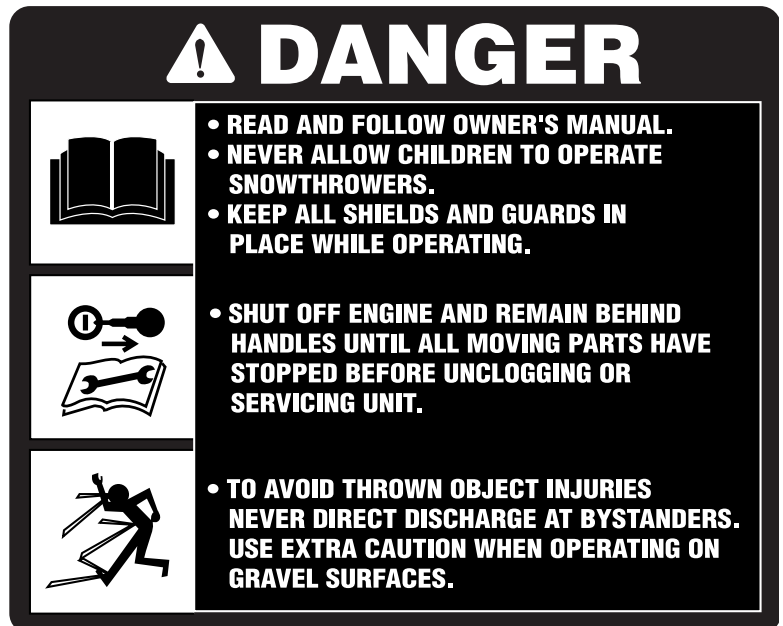 DANGER
• READ AND FOLLOW OWNER'S MANUAL.
• NEVER ALLOW CHILDREN TO OPERATE
SNOWTHROWERS.
• KEEP ALL SHIELDS AND GUARDS IN
PLACE WHILE OPERATING.
• SHUT OFF ENGINE AND REMAIN BEHIND
HANDLES UNTIL ALL MOVING PARTS HAVE
STOPPED BEFORE UNCLOGGING OR
SERVICING UNIT.
• TO AVOID THROWN OBJECT INJURIES
NEVER DIRECT DISCHARGE AT BYSTANDERS.
USE EXTRA CAUTION WHEN OPERATING ON
GRAVEL SURFACES.